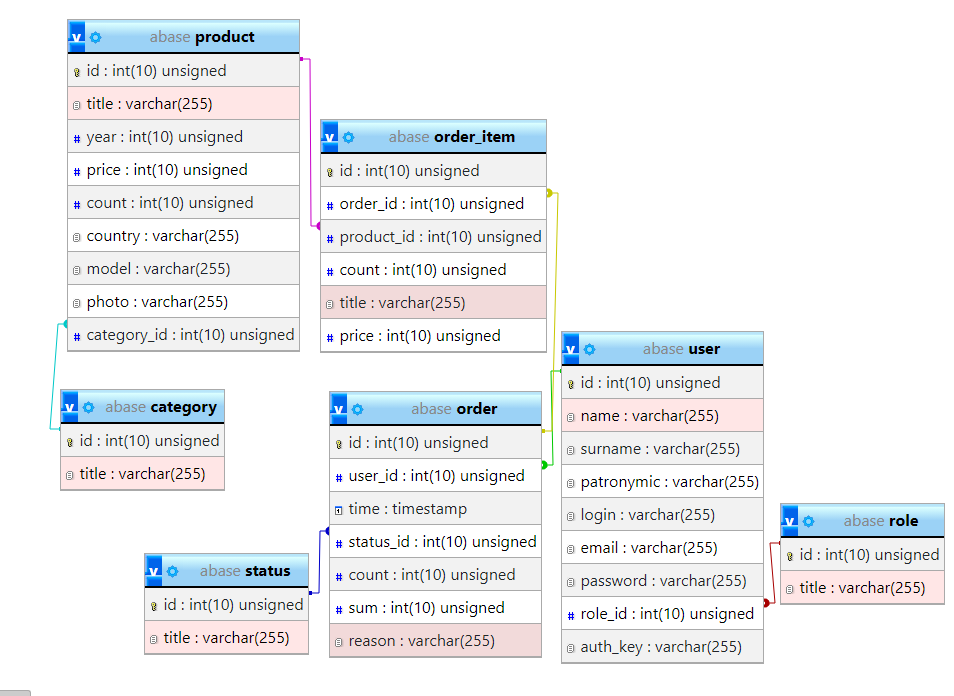 abase product
id : int(10) unsigned
title : varchar(255)
year : int(10) unsigned
price : int(10) unsigned
count : int(10) unsigned
country : varchar(255)
model : varchar(255)
photo : varchar(255)
category_id : int(10) unsigned
abase order_item
id : int(10) unsigned
order_id : int(10) unsigned
product_id : int(10) unsigned
count : int(10) unsigned
title : varchar(255)
price : int(10) unsigned
abase category
id : int(10) unsigned
title : varchar(255)
abase order
id : int(10) unsigned
user_id : int(10) unsigned
time : timestamp
status_id : int(10) unsigned
count : int(10) unsigned
sum : int(10) unsigned
reason : varchar(255)
abase user
id : int(10) unsigned
name : varchar(255)
surname : varchar(255)
patronymic : varchar(255)
login : varchar(255)
email : varchar(255)
password : varchar(255)
role_id : int(10) unsigned
auth_key : varchar(255)
abase role
id : int(10) unsigned
title : varchar(255)
abase status
id : int(10) unsigned
title : varchar(255)